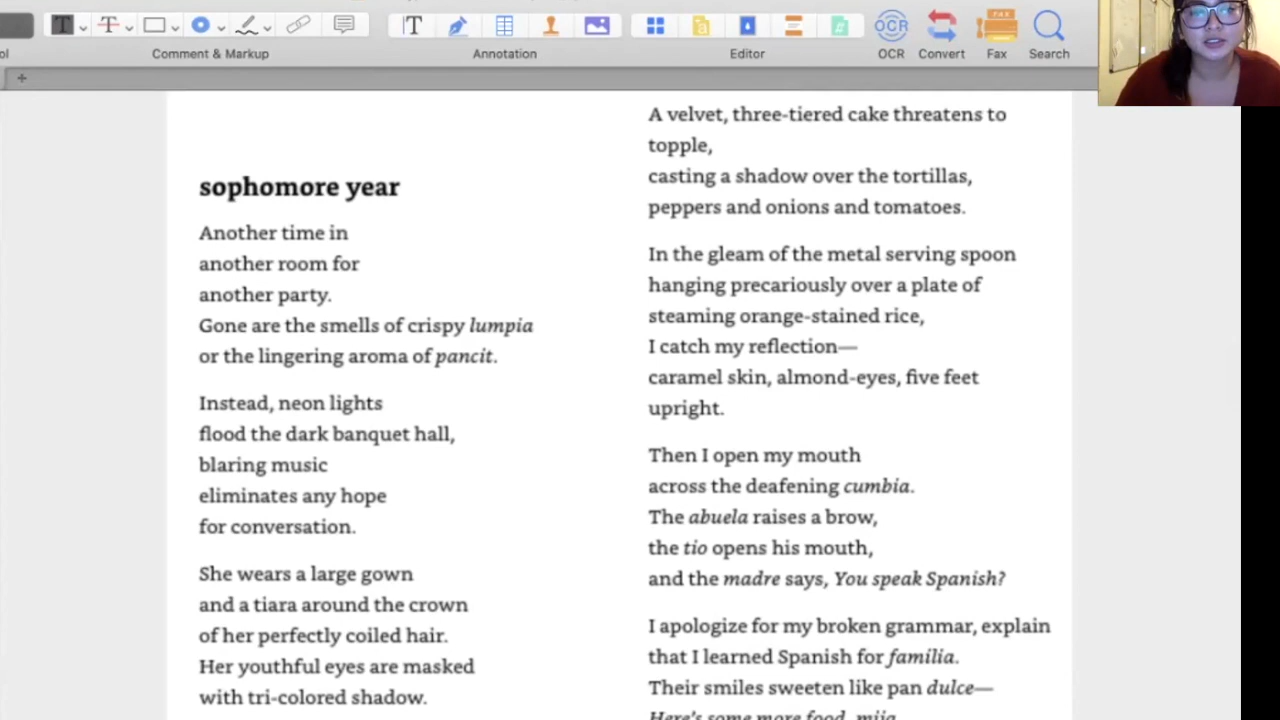 ol
Comment & Markup
Annotation
Editor
OCR
OCR
Convert
FAX
Fax
Search
sophomore year
Another time in
another room for
another party.
Gone are the smells of crispy lumpia
or the lingering aroma of pancit.
Instead, neon lights
flood the dark banquet hall,
blaring music
eliminates any hope
for conversation.
She wears a large gown
and a tiara around the crown
of her perfectly coiled hair.
Her youthful eyes are masked
with tri-colored shadow.
A velvet, three-tiered cake threatens to
topple,
casting a shadow over the tortillas,
peppers and onions and tomatoes.
In the gleam of the metal serving spoon
hanging precariously over a plate of
steaming orange-stained rice,
I catch my reflection—
caramel skin, almond-eyes, five feet
upright.
Then I open my mouth
across the deafening cumbia.
The abuela raises a brow,
the tio opens his mouth,
and the madre says, You speak Spanish?
I apologize for my broken grammar, explain
that I learned Spanish for familia.
Their smiles sweeten like pan dulce—
Here's some more food, mija